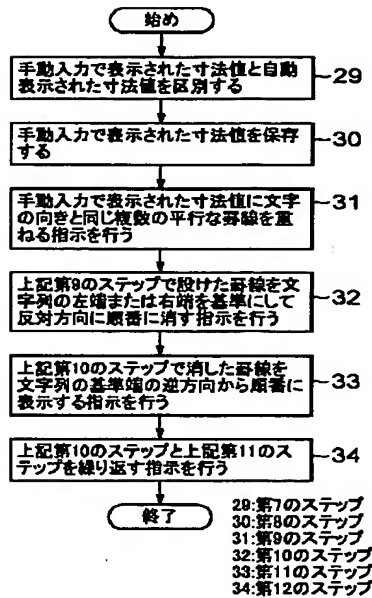 始め
手動入力で表示された寸法値と自動
表示された寸法値を区別する
29
手動入力で表示された寸法値を保存
する
30
手動入力で表示された寸法値に文字
の向きと同じ複数の平行な罫線を重
ねる指示を行う
31
上記第9のステップで設けた罫線を文
字列の左端または右端を基準にして
反対方向に順番に消す指示を行う
32
上記第10のステップで消した罫線を
文字列の基準端の逆方向から順番に
表示する指示を行う
33
上記第10のステップと上記第11のス
テップを繰り返す指示を行う
34
終了
29:第7のステップ
30:第8のステップ
31:第9のステップ
32:第10のステップ
33:第11のステップ
34:第12のステップ